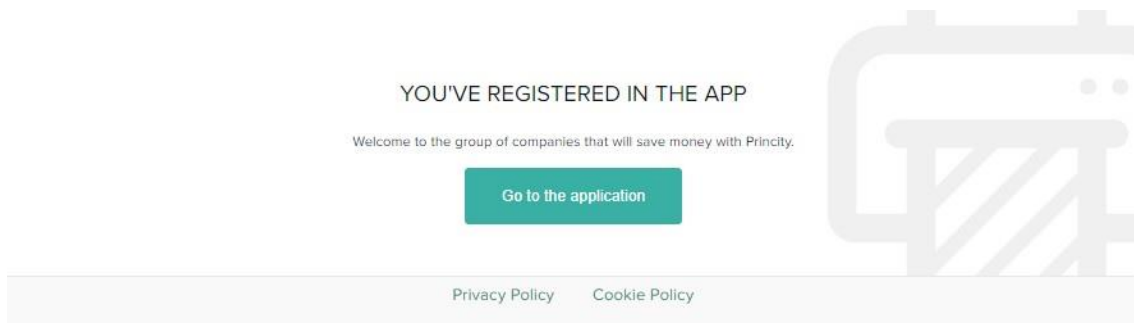 YOU'VE REGISTERED IN THE APP
Welcome to the group of companies that will save money with Princity.
Go to the application
Privacy Policy Cookie Policy